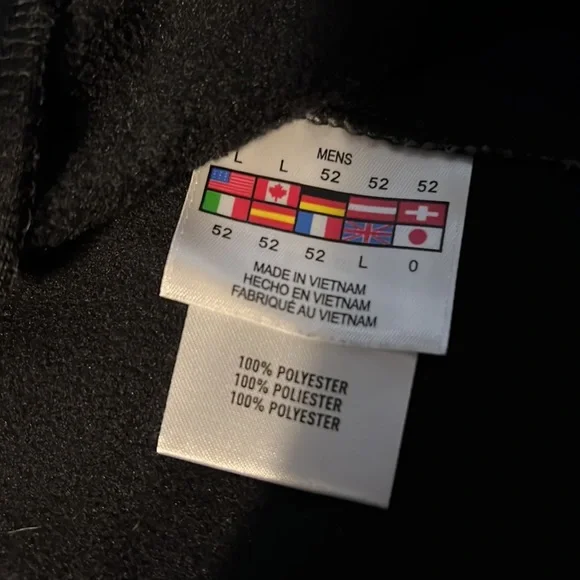 MENS
L L 52 52 52
52 52 52 L 0
MADE IN VIETNAM
HECHO EN VIETNAM
FABRIQUÉ AU VIETNAM
100% POLYESTER
100% POLIESTER
100% POLYESTER